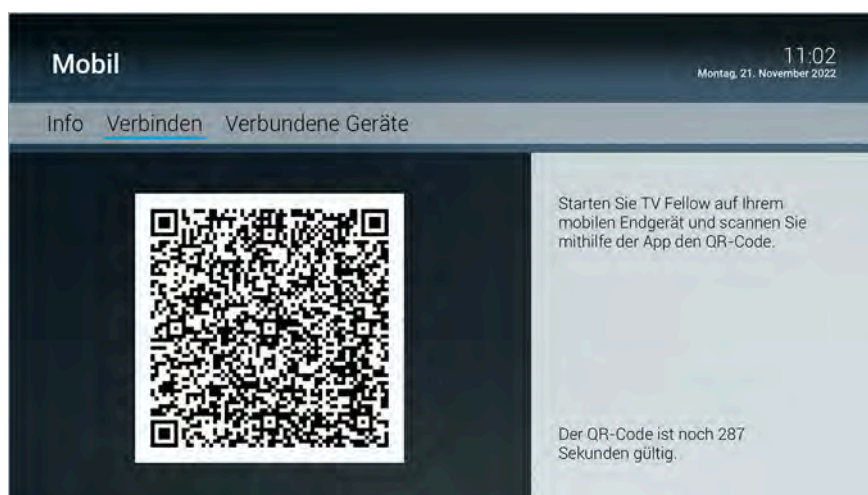 Mobil
11:02
Montag, 21. November 2022
Info Verbinden Verbundene Geräte
Starten Sie TV Fellow auf Ihrem
mobilen Endgerät und scannen Sie
mithilfe der App den QR-Code.
Der QR-Code ist noch 287
Sekunden gültig.